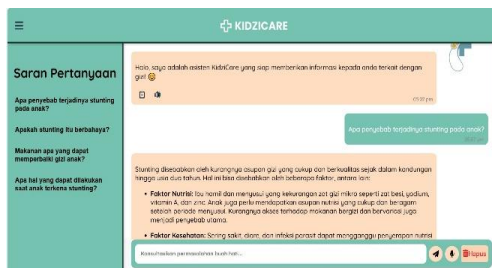 KIDZICARE
Saran Pertanyaan
Apa penyebab terjadinya stunting
pada anak?
Apakah stunting itu berbahaya?
Makanan apa yang dapat
memperbaiki gizi anak?
Apa hal yang dapat dilakukan
saat anak terkena stunting?
Halo, saya adalah asisten KidziCare yang siap memberikan informasi kepada anda terkait dengan
gizi 😊
Apa penyebab terjadinya stunting pada anak?
Stunting disebabkan oleh kurangnya asupan gizi yang cukup dan berkualitas sejak dalam kandungan
hingga usia dua tahun. Hal ini bisa disebabkan oleh beberapa faktor, antara lain:
• Faktor Nutrisi: Ibu hamil dan menyusui yang kekurangan zat gizi mikro seperti zat besi, yodium,
vitamin A, dan zinc. Anak juga perlu mendapatkan asupan nutrisi yang cukup dan beragam
setelah periode menyusui. Kurangnya akses terhadap makanan bergizi dan bervariasi juga
menjadi penyebab utama.
• Faktor Kesehatan: Sering sakit, diare, dan infeksi parasit dapat mengganggu penyerapan nutrisi
Konsultasikan permasalahan buah hati...
Hapus